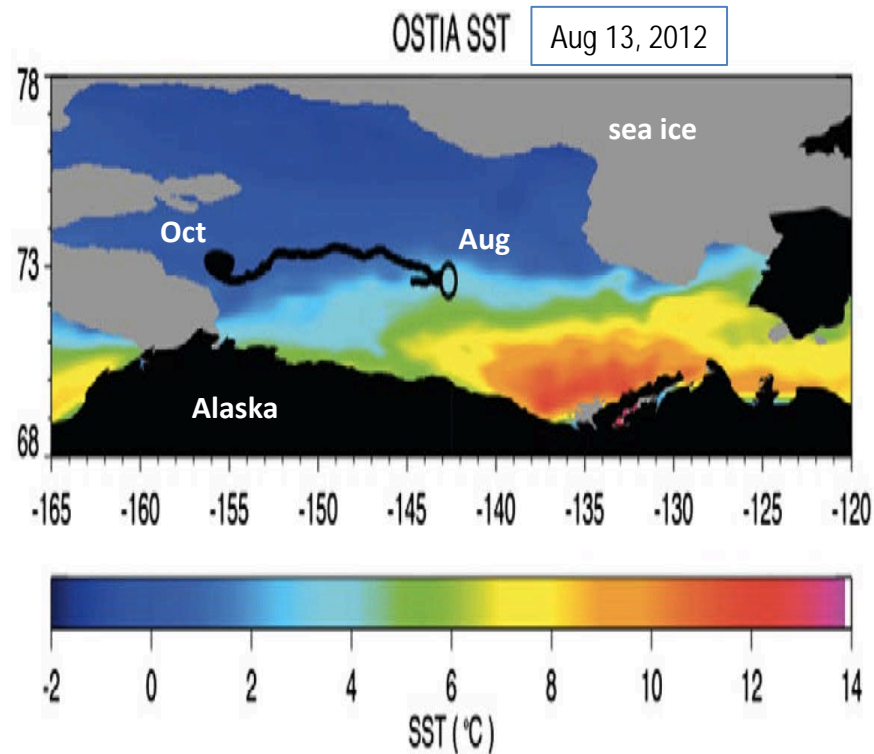 OSTIA SST
Aug 13, 2012
78
sea ice
Oct
Aug
73
Alaska
68
-165 -160 -155 -150 -145 -140 -135 -130 -125 -120
-2 0 2 4 6 8 10 12 14
SST (°C)